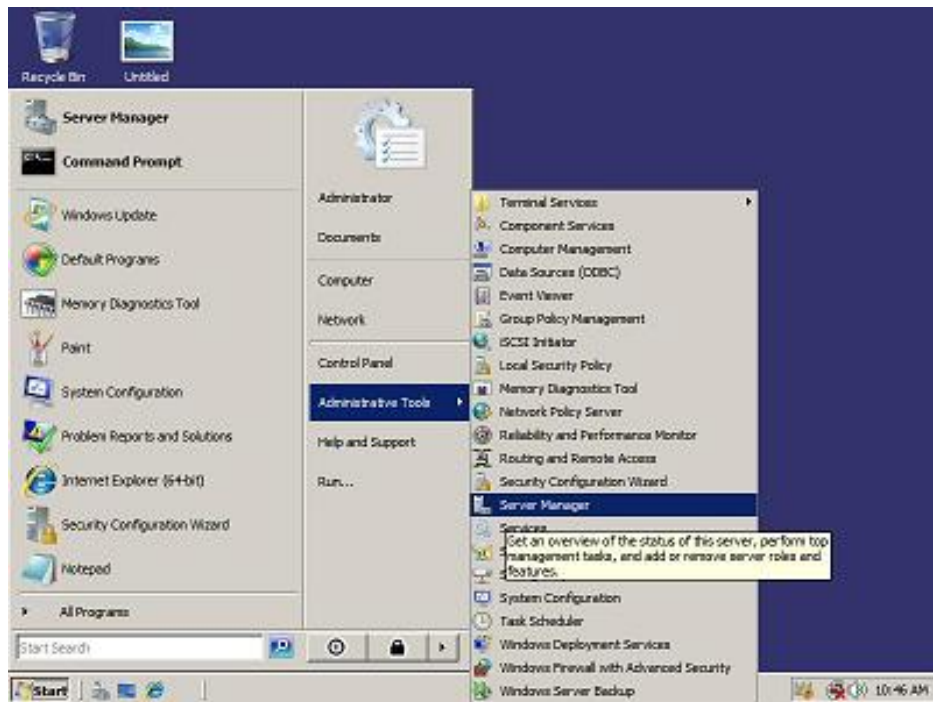 Recycle Bin
Untitled
Server Manager
Command Prompt
Windows Update
Default Programs
Memory Diagnostics Tool
Paint
System Configuration
Problem Reports and Solutions
Internet Explorer (64-bit)
Security Configuration Wizard
Notepad
All Programs
Start Search
Administrator
Documents
Computer
Network
Control Panel
Administrative Tools
Help and Support
Run...
Terminal Services
Component Services
Computer Management
Data Sources (ODBC)
Event Viewer
Group Policy Management
iSCSI Initiator
Local Security Policy
Memory Diagnostics Tool
Network Policy Server
Reliability and Performance Monitor
Routing and Remote Access
Security Configuration Wizard
Server Manager
Services
Get an overview of the status of this server, perform top
management tasks, and add or remove server roles and
features.
System Configuration
Task Scheduler
Windows Deployment Services
Windows Firewall with Advanced Security
Windows Server Backup
Start
10:46 AM